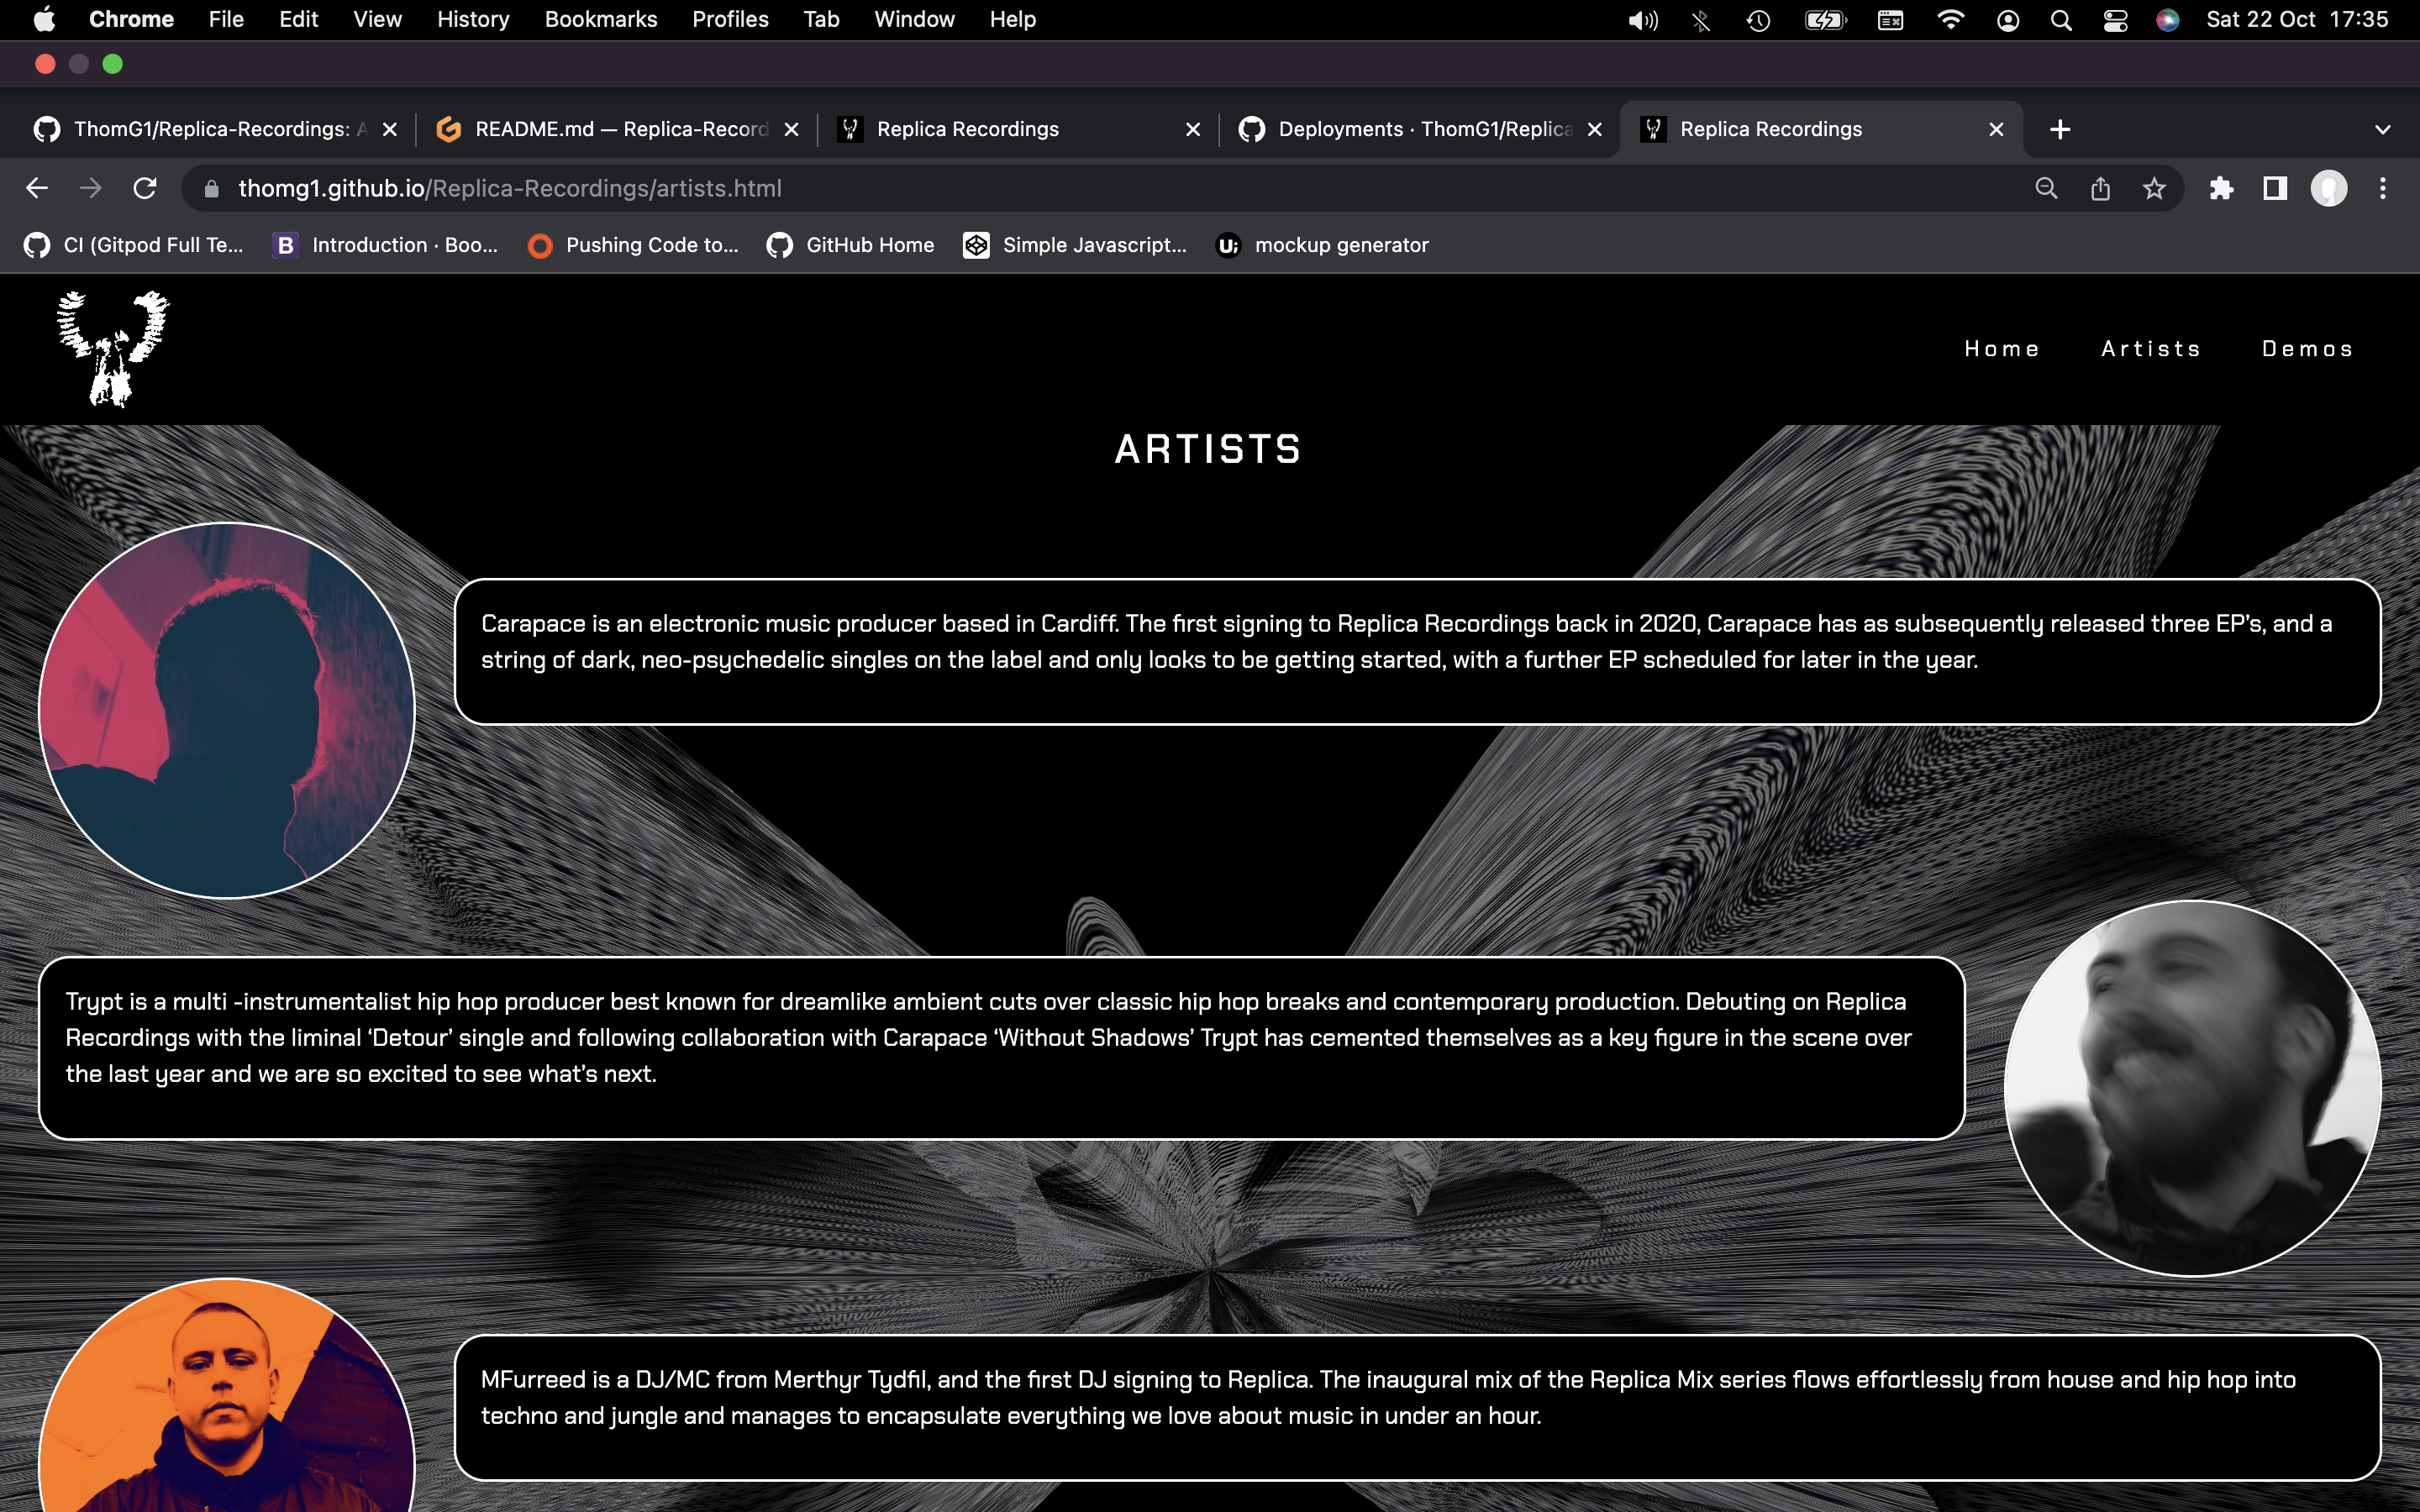 Chrome File Edit View History Bookmarks Profiles Tab Window Help Sat 22 Oct 17:35
ThomG1/Replica-Recordings: A README.md — Replica-Record Replica Recordings Deployments · ThomG1/Replica Replica Recordings
thomg1.github.io/Replica-Recordings/artists.html
CI (Gitpod Full Te... B Introduction · Boo... Pushing Code to... GitHub Home Simple Javascript... U; mockup generator
Home Artists Demos
ARTISTS
Carapace is an electronic music producer based in Cardiff. The first signing to Replica Recordings back in 2020, Carapace has as subsequently released three EP’s, and a
string of dark, neo-psychedelic singles on the label and only looks to be getting started, with a further EP scheduled for later in the year.
Trypt is a multi -instrumentalist hip hop producer best known for dreamlike ambient cuts over classic hip hop breaks and contemporary production. Debuting on Replica
Recordings with the liminal ‘Detour’ single and following collaboration with Carapace ‘Without Shadows’ Trypt has cemented themselves as a key figure in the scene over
the last year and we are so excited to see what’s next.
MFurreed is a DJ/MC from Merthyr Tydfil, and the first DJ signing to Replica. The inaugural mix of the Replica Mix series flows effortlessly from house and hip hop into
techno and jungle and manages to encapsulate everything we love about music in under an hour.